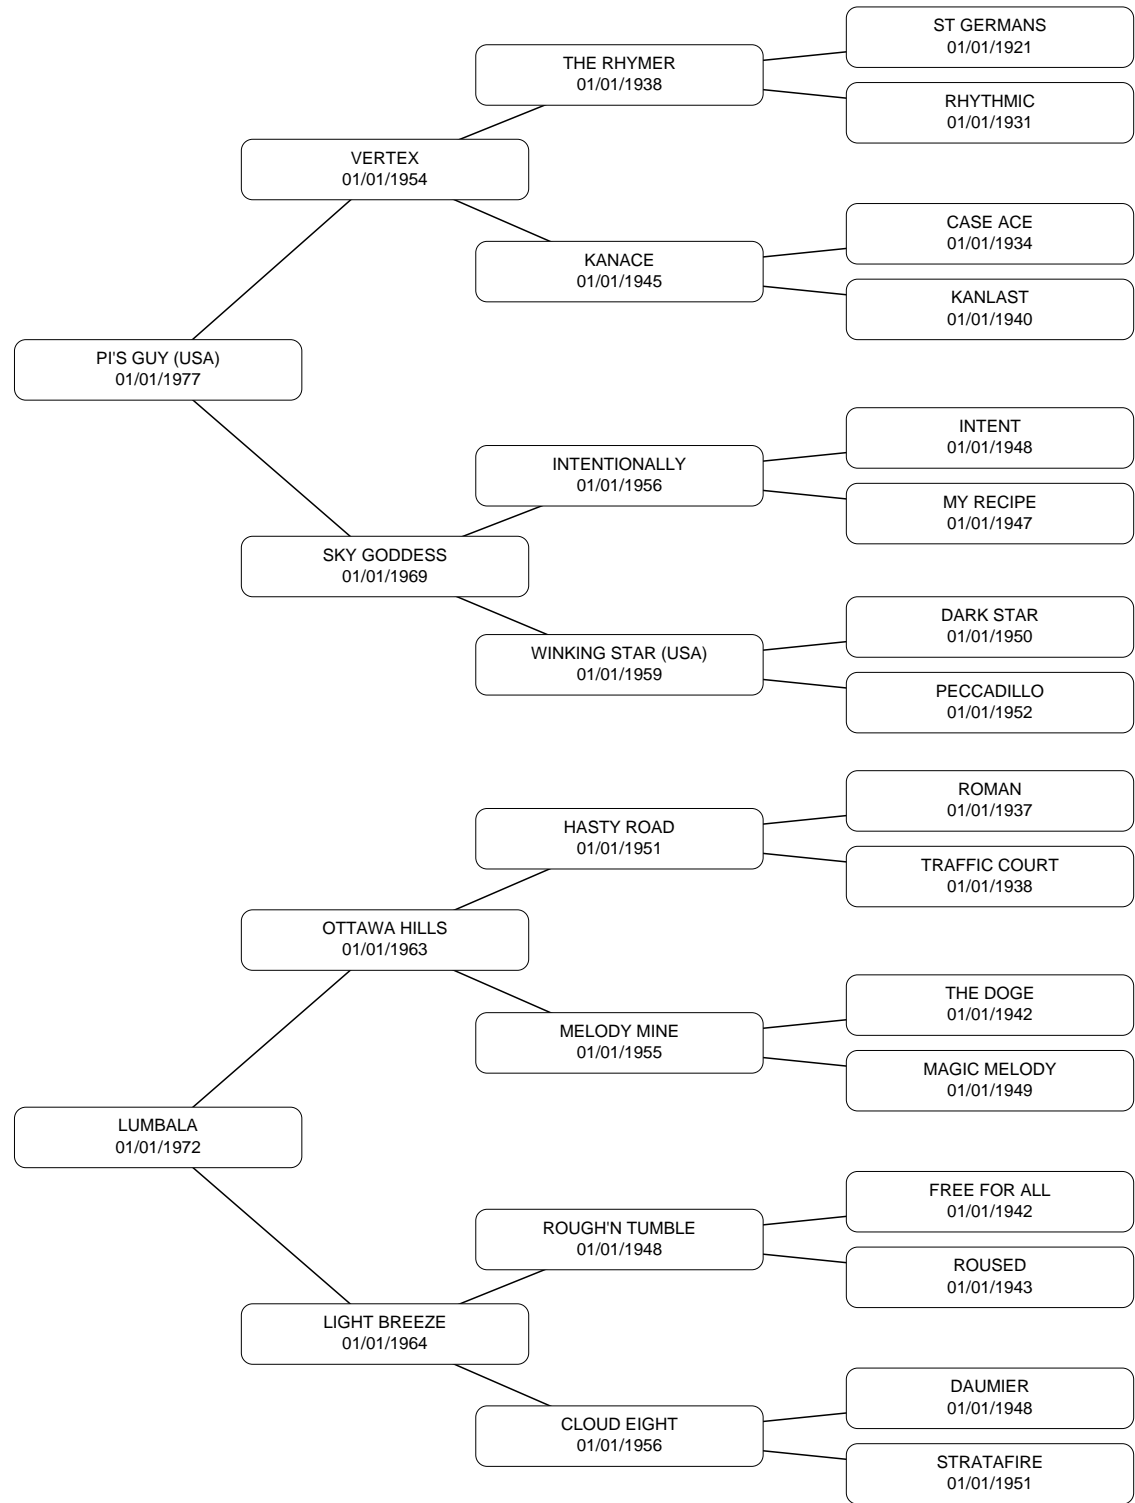 ST GERMANS
01/01/1921
THE RHYMER
01/01/1938
RHYTHMIC
01/01/1931
VERTEX
01/01/1954
CASE ACE
01/01/1934
KANACE
01/01/1945
KANLAST
01/01/1940
PI'S GUY (USA)
01/01/1977
INTENT
01/01/1948
INTENTIONALLY
01/01/1956
MY RECIPE
01/01/1947
SKY GODDESS
01/01/1969
DARK STAR
01/01/1950
WINKING STAR (USA)
01/01/1959
PECCADILLO
01/01/1952
ROMAN
01/01/1937
HASTY ROAD
01/01/1951
TRAFFIC COURT
01/01/1938
OTTAWA HILLS
01/01/1963
THE DOGE
01/01/1942
MELODY MINE
01/01/1955
MAGIC MELODY
01/01/1949
LUMBALA
01/01/1972
FREE FOR ALL
01/01/1942
ROUGH'N TUMBLE
01/01/1948
ROUSED
01/01/1943
LIGHT BREEZE
01/01/1964
DAUMIER
01/01/1948
CLOUD EIGHT
01/01/1956
STRATAFIRE
01/01/1951